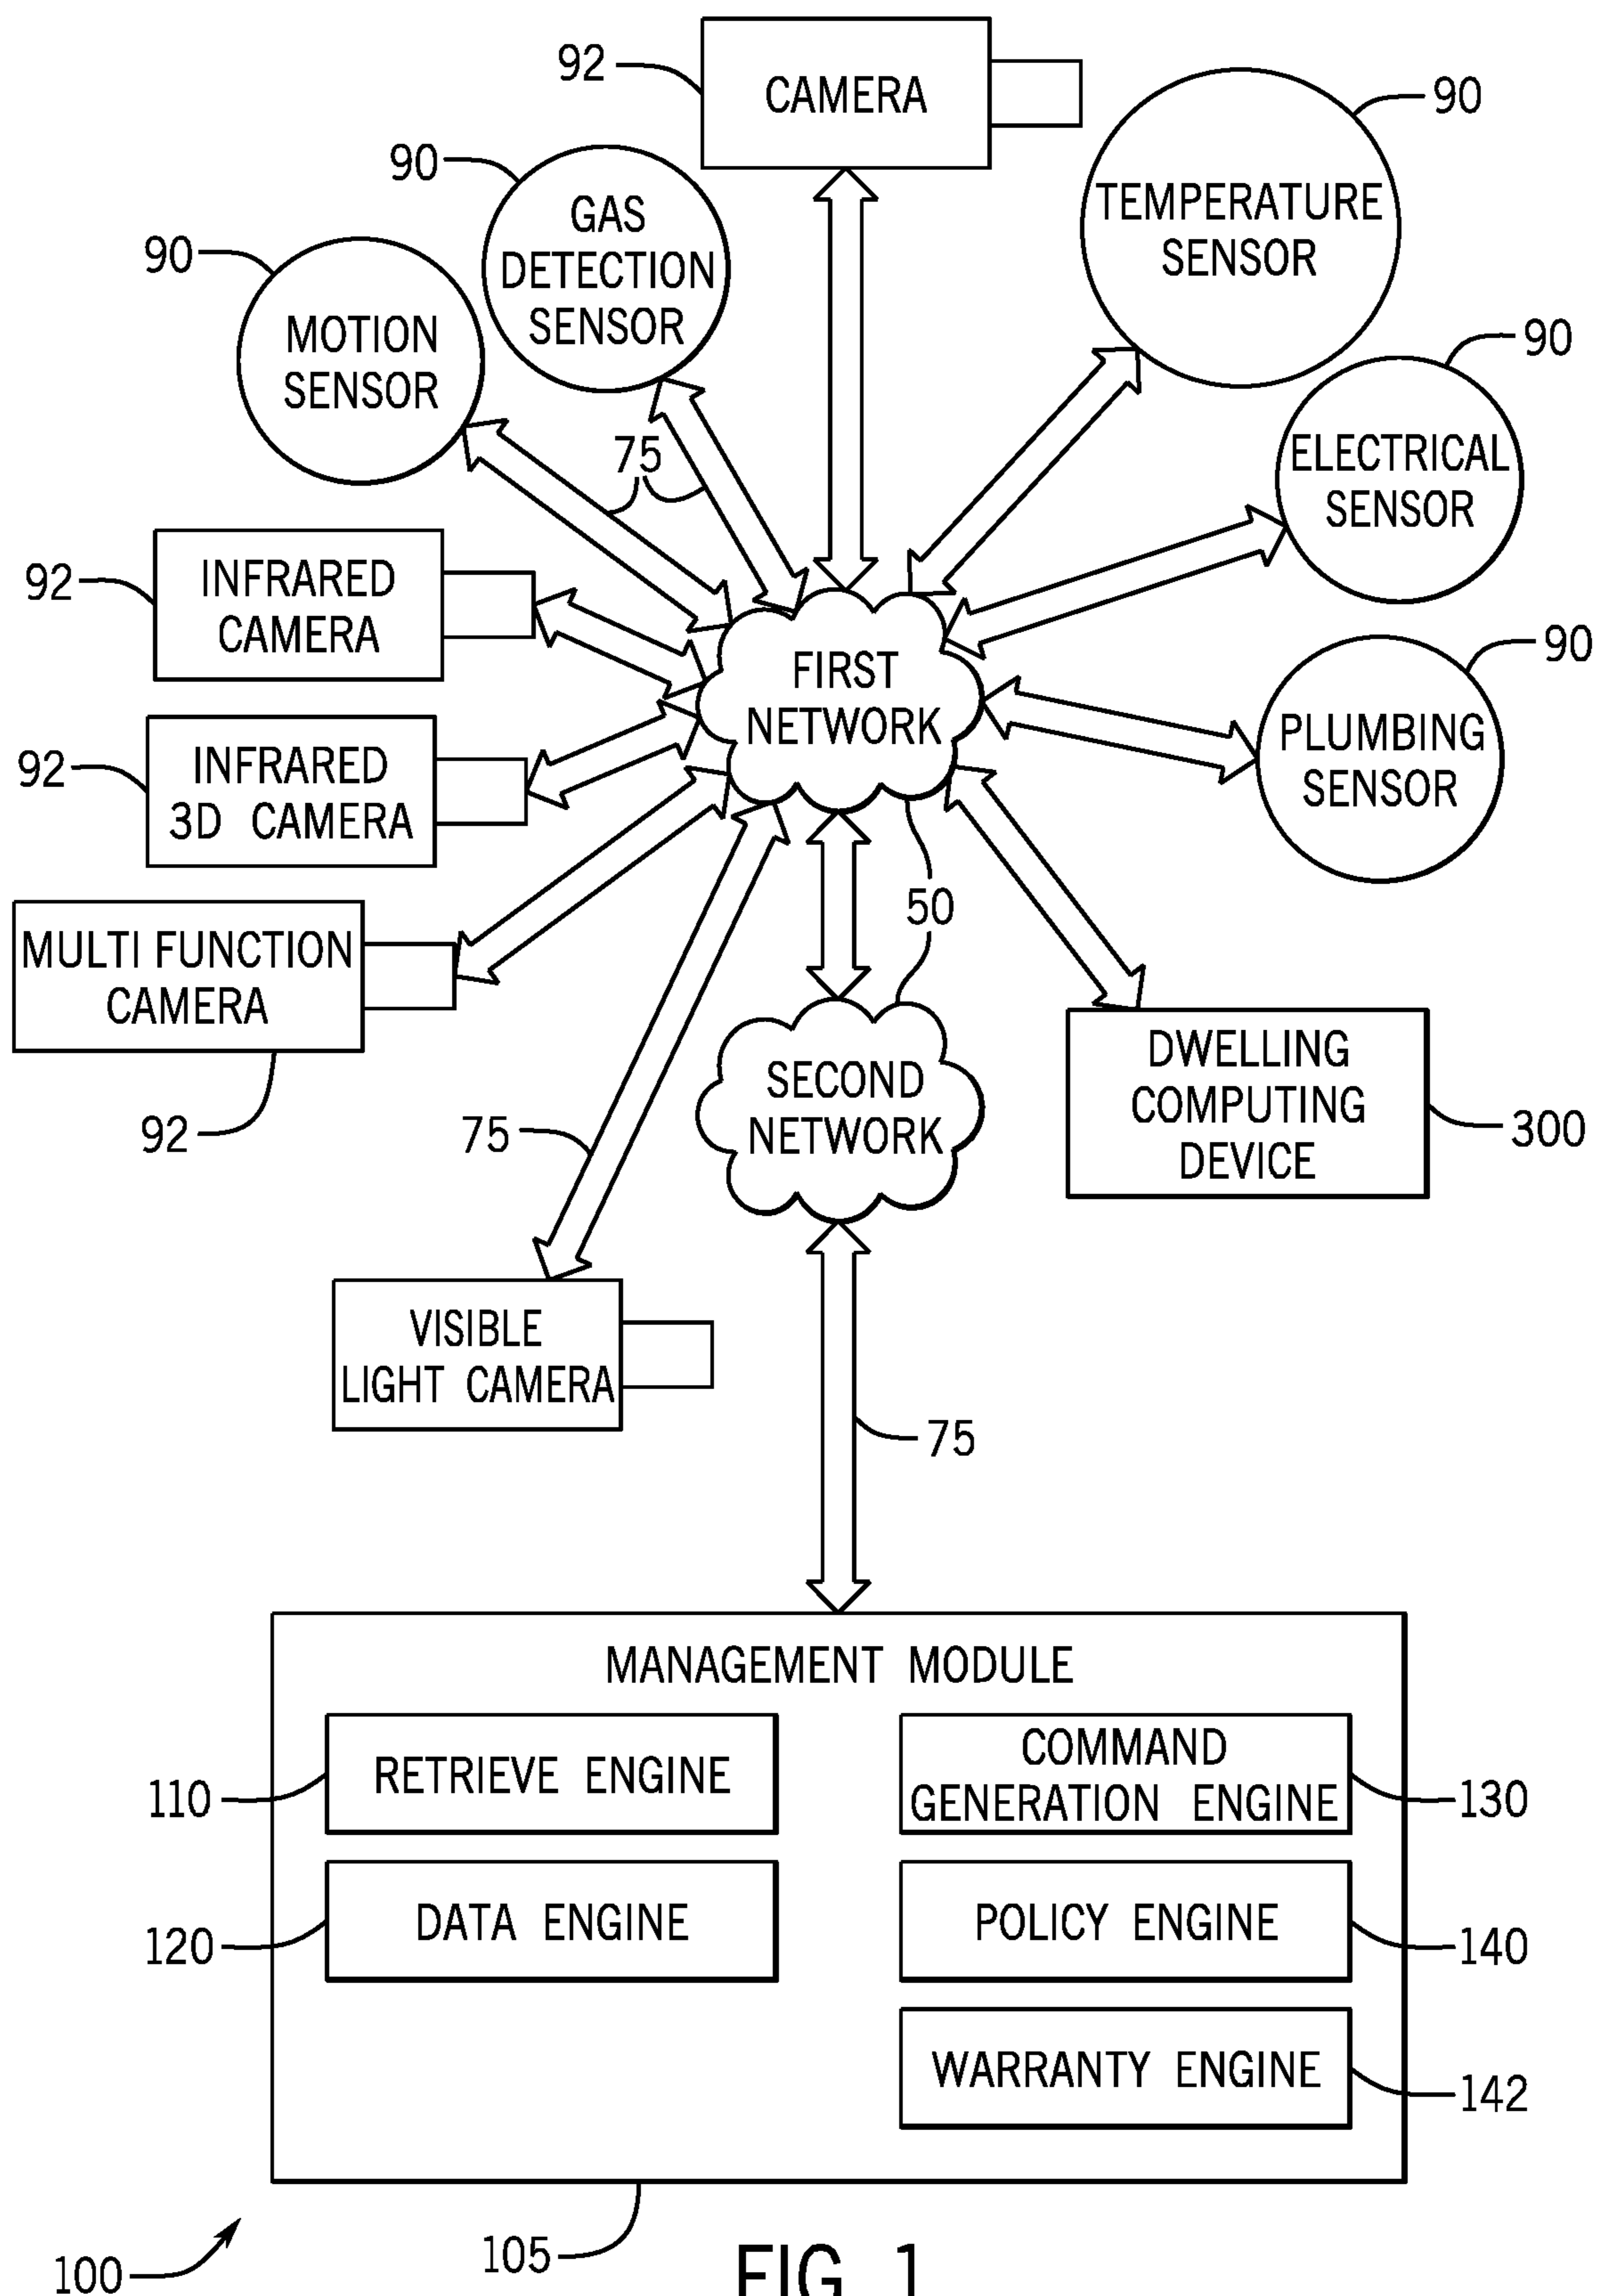 92
CAMERA
90
90
GAS
DETECTION
SENSOR
TEMPERATURE
SENSOR
90
MOTION
SENSOR
90
ELECTRICAL
SENSOR
75
92
INFRARED
CAMERA
FIRST
NETWORK
90
PLUMBING
SENSOR
92
INFRARED
3D CAMERA
50
MULTI FUNCTION
CAMERA
92
75
SECOND
NETWORK
DWELLING
COMPUTING
DEVICE
300
VISIBLE
LIGHT CAMERA
75
MANAGEMENT MODULE
110
RETRIEVE ENGINE
COMMAND
GENERATION ENGINE
130
120
DATA ENGINE
POLICY ENGINE
140
WARRANTY ENGINE
142
100
105
FIG. 1